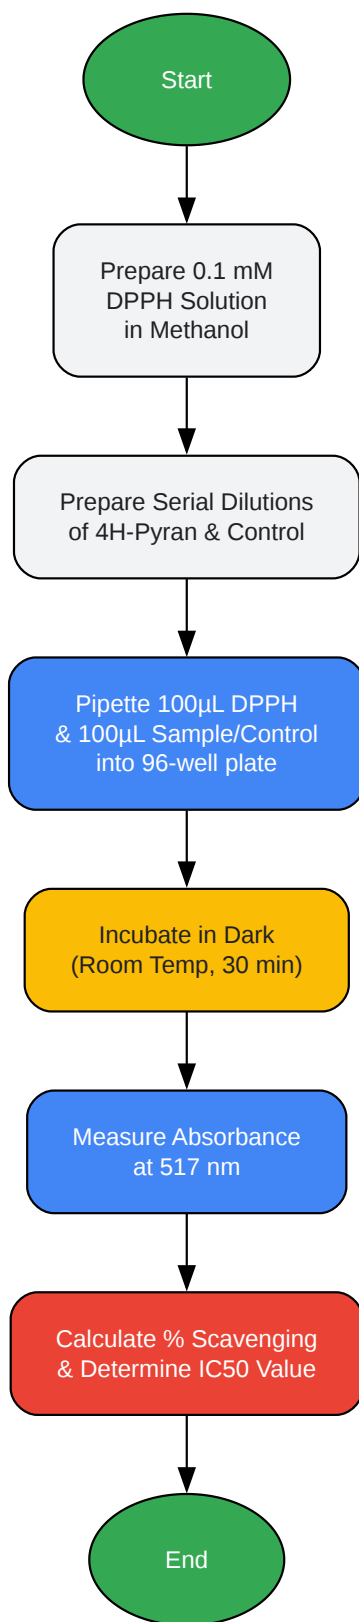 Start
Prepare 0.1 mM
DPPH Solution
in Methanol
Prepare Serial Dilutions
of 4H-Pyran & Control
Pipette 100µL DPPH
& 100µL Sample/Control
into 96-well plate
Incubate in Dark
(Room Temp, 30 min)
Measure Absorbance
at 517 nm
Calculate % Scavenging
& Determine IC50 Value
End